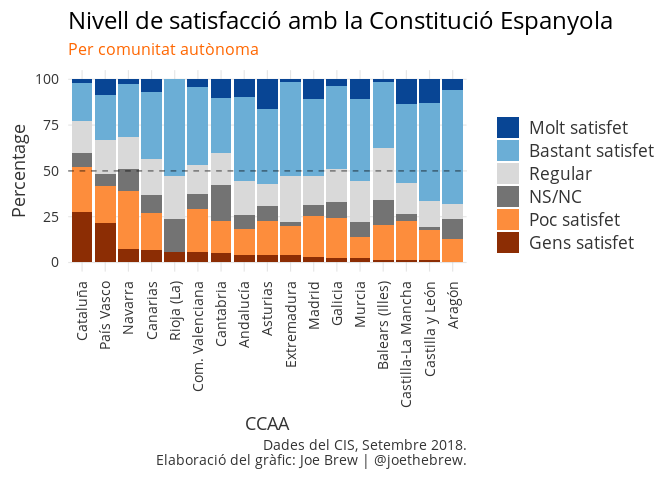 Nivell de satisfacció amb la Constitució Espanyola
Per comunitat autònoma
100
75
50
25
0
Percentage
Cataluña
País Vasco
Navarra
Canarias
Rioja (La)
Com. Valenciana
Cantabria
Andalucía
Asturias
Extremadura
Madrid
Galicia
Murcia
Balears (Illes)
Castilla-La Mancha
Castilla y León
Aragón
CCAA
Molt satisfet
Bastant satisfet
Regular
NS/NC
Poc satisfet
Gens satisfet
Dades del CIS, Setembre 2018.
Elaboració del gràfic: Joe Brew | @joethebrew.